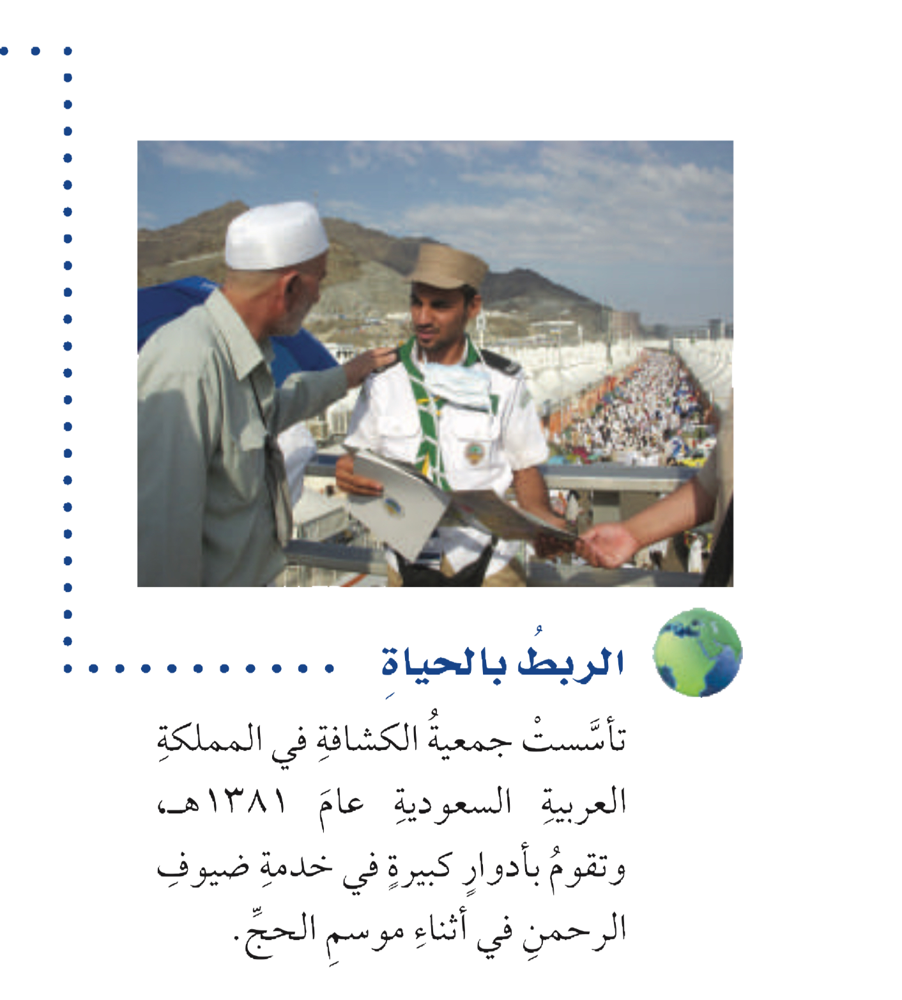 الربطُ بالحياةِ
تأسَّستْ جمعيةُ الكشافةِ في المملكةِ
العربيةِ السعوديةِ عامَ ١٣٨١هـ،
وتقومُ بأدوارٍ كبيرةٍ في خدمةِ ضيوفِ
الرحمنِ في أثناءِ موسمِ الحجِّ.